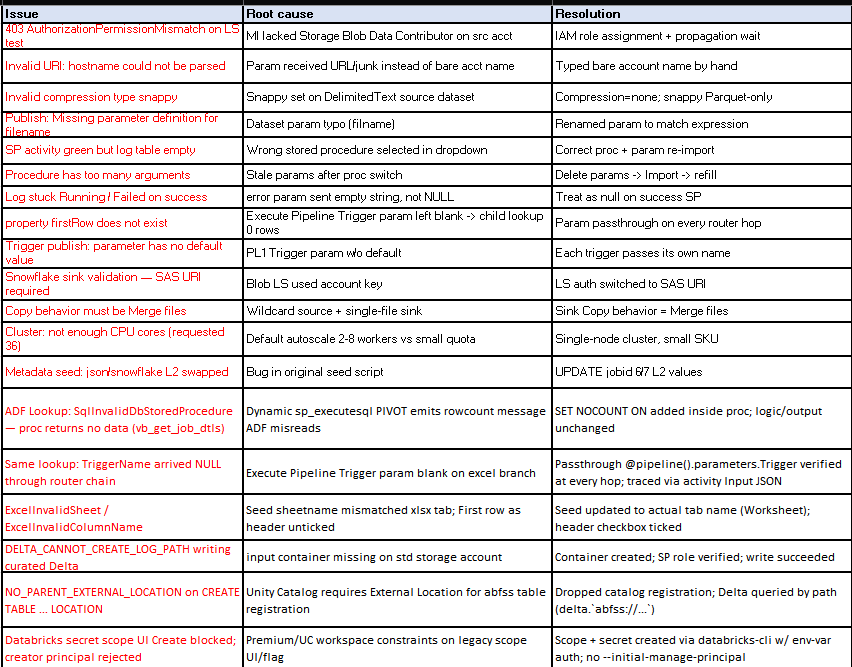 Issue
Root cause
Resolution
403 AuthorizationPermissionMismatch on LS
test
MI lacked Storage Blob Data Contributor on src acct
IAM role assignment + propagation wait
Invalid URI: hostname could not be parsed
Param received URL/junk instead of bare acct name
Typed bare account name by hand
Invalid compression type snappy
Snappy set on DelimitedText source dataset
Compression=none; snappy Parquet-only
Publish: Missing parameter definition for
filename
Dataset param typo (filname)
Renamed param to match expression
SP activity green but log table empty
Wrong stored procedure selected in dropdown
Correct proc + param re-import
Procedure has too many arguments
Stale params after proc switch
Delete params -> Import -> refill
Log stuck Running / Failed on success
error param sent empty string, not NULL
Treat as null on success SP
property firstRow does not exist
Execute Pipeline Trigger param left blank -> child lookup
0 rows
Param passthrough on every router hop
Trigger publish: parameter has no default
value
PL1 Trigger param w/o default
Each trigger passes its own name
Snowflake sink validation — SAS URI
required
Blob LS used account key
LS auth switched to SAS URI
Copy behavior must be Merge files
Wildcard source + single-file sink
Sink Copy behavior = Merge files
Cluster: not enough CPU cores (requested
36)
Default autoscale 2-8 workers vs small quota
Single-node cluster, small SKU
Metadata seed: json/snowflake L2 swapped
Bug in original seed script
UPDATE jobid 6/7 L2 values
ADF Lookup: SqlInvalidDbStoredProcedure
— proc returns no data (vb_get_job_dtls)
Dynamic sp_executesql PIVOT emits rowcount message
ADF misreads
SET NOCOUNT ON added inside proc; logic/output
unchanged
Same lookup: TriggerName arrived NULL
through router chain
Execute Pipeline Trigger param blank on excel branch
Passthrough @pipeline().parameters.Trigger verified
at every hop; traced via activity Input JSON
ExcelInvalidSheet /
ExcelInvalidColumnName
Seed sheetname mismatched xlsx tab; First row as
header unticked
Seed updated to actual tab name (Worksheet);
header checkbox ticked
DELTA_CANNOT_CREATE_LOG_PATH writing
curated Delta
input container missing on std storage account
Container created; SP role verified; write succeeded
NO_PARENT_EXTERNAL_LOCATION on CREATE
TABLE ... LOCATION
Unity Catalog requires External Location for abfss table
registration
Dropped catalog registration; Delta queried by path
(delta.`abfss://...`)
Databricks secret scope UI Create blocked;
creator principal rejected
Premium/UC workspace constraints on legacy scope
UI/flag
Scope + secret created via databricks-cli w/ env-var
auth; no --initial-manage-principal